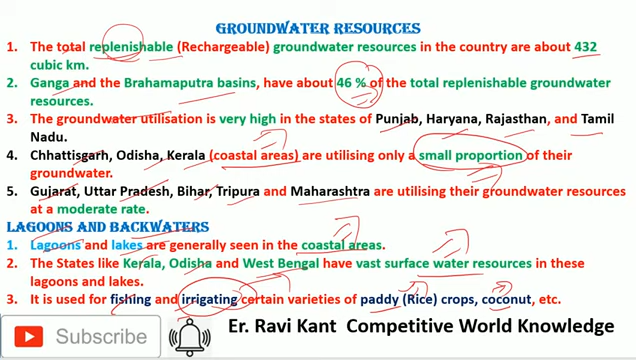 GROUNDWATER RESOURCES
1. The total replenishable (Rechargeable) groundwater resources in the country are about 432
cubic km.
2. Ganga and the Brahamaputra basins, have about 46 % of the total replenishable groundwater
resources.
3. The groundwater utilisation is very high in the states of Punjab, Haryana, Rajasthan, and Tamil
Nadu.
4. Chhattisgarh, Odisha, Kerala (coastal areas) are utilising only a small proportion of their
groundwater.
5. Gujarat, Uttar Pradesh, Bihar, Tripura and Maharashtra are utilising their groundwater resources
at a moderate rate.
LAGOONS AND BACKWATERS
1. Lagoons and lakes are generally seen in the coastal areas.
2. The States like Kerala, Odisha and West Bengal have vast surface water resources in these
lagoons and lakes.
3. It is used for fishing and irrigating certain varieties of paddy (Rice) crops, coconut, etc.
Subscribe Er. Ravi Kant Competitive World Knowledge